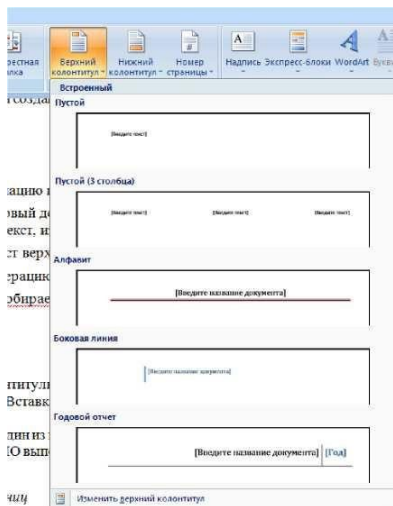 Верхний колонтитул
Нижний колонтитул
Номер страницы
Надпись Экспресс-блоки WordArt
Встроенный
Пустой
[Введите текст]
Пустой (3 столбца)
[Введите текст] [Введите текст] [Введите текст]
Алфавит
[Введите название документа]
Боковая линия
[Введите название документа]
Годовой отчет
[Введите название документа] [Год]
Изменить верхний колонтитул